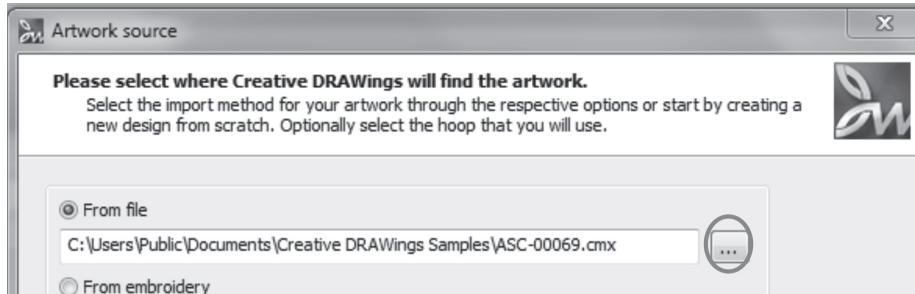 Artwork source
Please select where Creative DRAWings will find the artwork.
Select the import method for your artwork through the respective options or start by creating a
new design from scratch. Optionally select the hoop that you will use.
From file
C:\Users\Public\Documents\Creative DRAWings Samples\ASC-00069.cmx
...
From embroidery